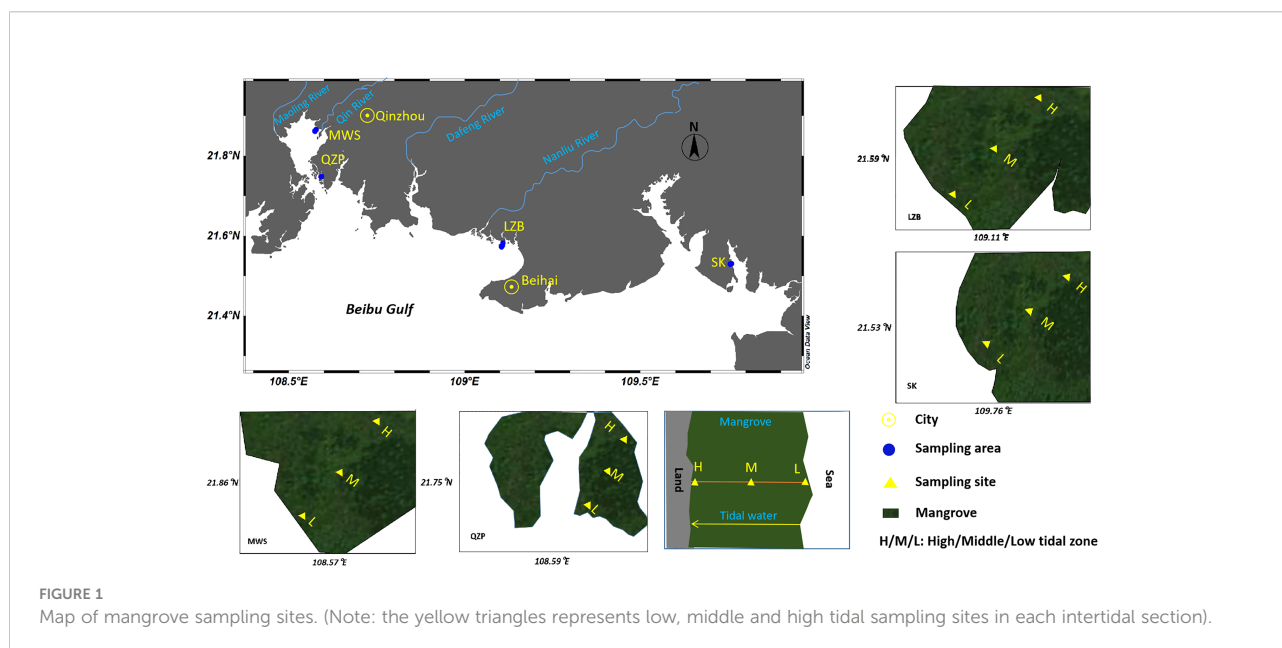 Maoling River
Qin River
Qinzhou
MWS
QZP
Dafeng River
Nanliu River
N
LZB
SK
Beihai
Beibu Gulf
Ocean Data View
21.8°N
21.6°N
21.4°N
108.5°E
109°E
109.5°E
H
M
L
21.59 °N
LZB
109.11 °E
H
M
L
21.53 °N
SK
109.76 °E
H
M
L
21.86 °N
MWS
108.57 °E
H
M
L
21.75 °N
QZP
108.59 °E
Mangrove
H
M
L
Land
Sea
Tidal water
City
Sampling area
Sampling site
Mangrove
H/M/L: High/Middle/Low tidal zone
FIGURE 1
Map of mangrove sampling sites. (Note: the yellow triangles represents low, middle and high tidal sampling sites in each intertidal section).